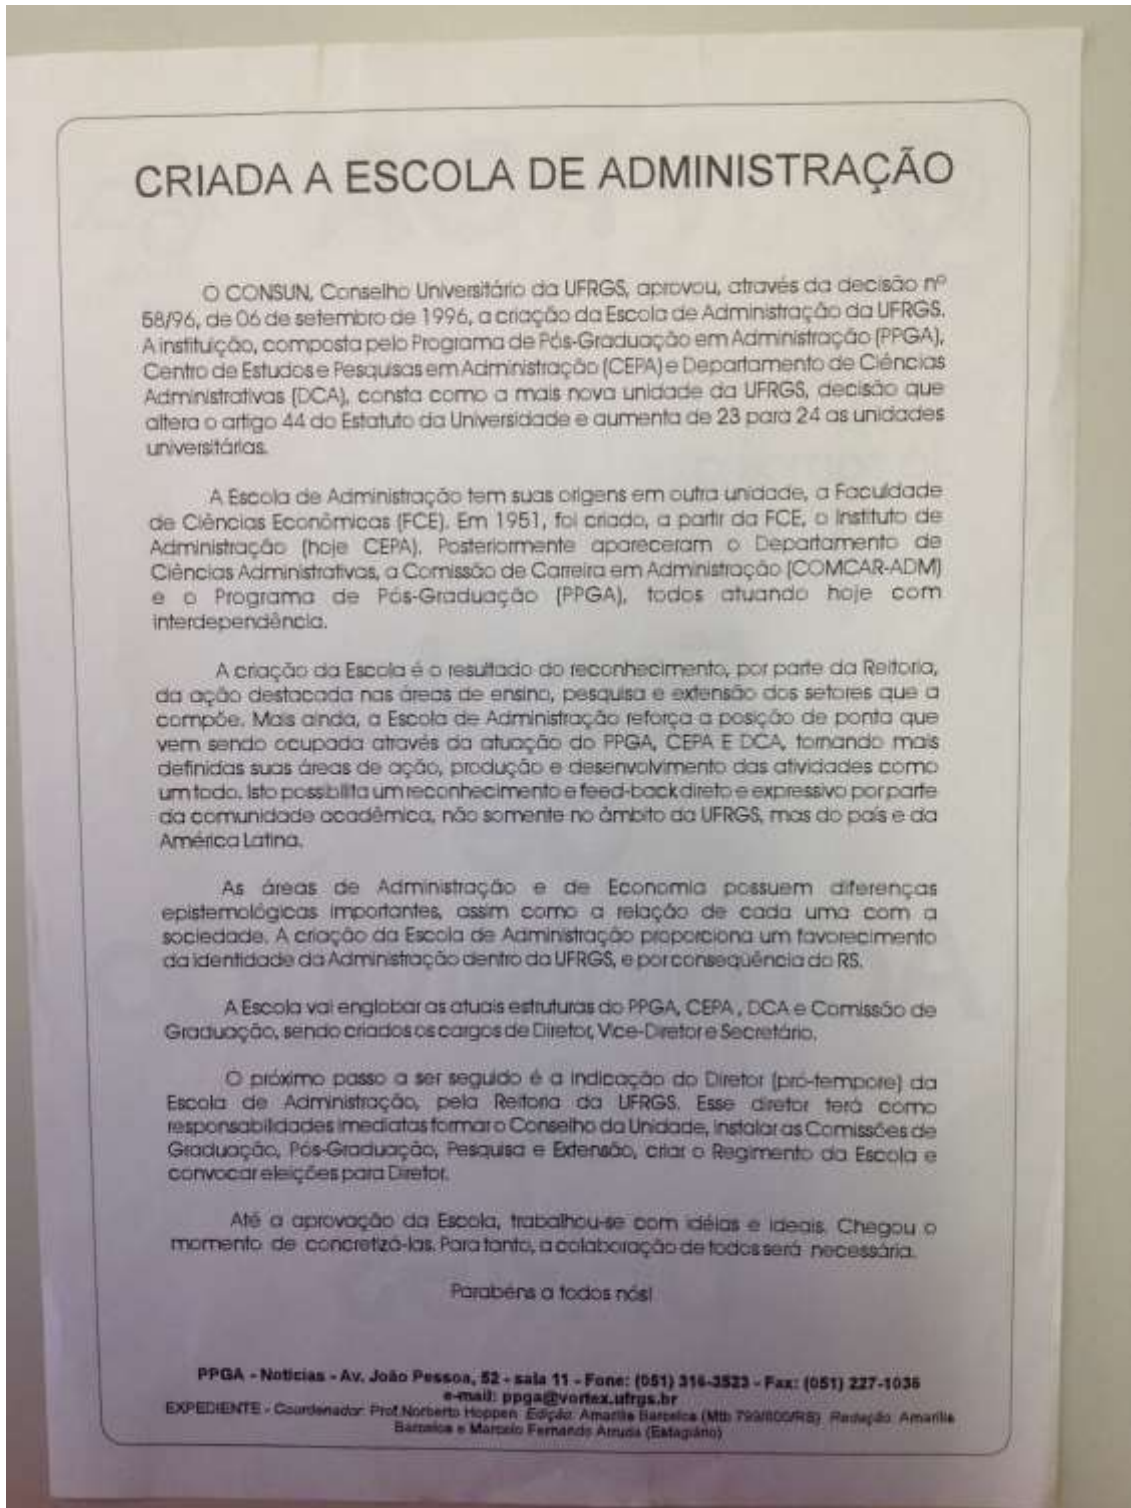 CRIADA A ESCOLA DE ADMINISTRAÇÃO
O CONSUN, Conselho Universitário da UFRGS, aprovou, através da decisão nº
58/96, de 06 de setembro de 1996, a criação da Escola de Administração da UFRGS.
A instituição, composta pelo Programa de Pós-Graduação em Administração (PPGA),
Centro de Estudos e Pesquisas em Administração (CEPA) e Departamento de Ciências
Administrativas (DCA), consta como a mais nova unidade da UFRGS, decisão que
altera o artigo 44 do Estatuto da Universidade e aumenta de 23 para 24 as unidades
universitárias.
A Escola de Administração tem suas origens em outra unidade, a Faculdade
de Ciências Econômicas (FCE). Em 1951, foi criado, a partir da FCE, o Instituto de
Administração (hoje CEPA). Posteriormente apareceram o Departamento de
Ciências Administrativas, a Comissão de Carreira em Administração (COMCAR-ADM)
e o Programa de Pós-Graduação (PPGA), todos atuando hoje com
interdependência.
A criação da Escola é o resultado do reconhecimento, por parte da Reitoria,
da ação destacada nas áreas de ensino, pesquisa e extensão dos setores que a
compõe. Mais ainda, a Escola de Administração reforça a posição de ponta que
vem sendo ocupada através da atuação do PPGA, CEPA E DCA, tornando mais
definidas suas áreas de ação, produção e desenvolvimento das atividades como
um todo. Isto possibilita um reconhecimento e feed-back direto e expressivo por parte
da comunidade acadêmica, não somente no âmbito da UFRGS, mas do país e da
América Latina.
As áreas de Administração e de Economia possuem diferenças
epistemológicas importantes, assim como a relação de cada uma com a
sociedade. A criação da Escola de Administração proporciona um favorecimento
da identidade da Administração dentro da UFRGS, e por conseqüência do RS.
A Escola vai englobar as atuais estruturas do PPGA, CEPA , DCA e Comissão de
Graduação, sendo criados os cargos de Diretor, Vice-Diretor e Secretário.
O próximo passo a ser seguido é a indicação do Diretor (pró-tempore) da
Escola de Administração, pela Reitoria da UFRGS. Esse diretor terá como
responsabilidades imediatas formar o Conselho da Unidade, instalar as Comissões de
Graduação, Pós-Graduação, Pesquisa e Extensão, criar o Regimento da Escola e
convocar eleições para Diretor.
Até a aprovação da Escola, trabalhou-se com idéias e ideais. Chegou o
momento de concretizá-las. Para tanto, a colaboração de todos será necessária.
Parabéns a todos nós!
PPGA - Notícias - Av. João Pessoa, 52 - sala 11 - Fone: (051) 316-3523 - Fax: (051) 227-1036
e-mail: ppga@vortex.ufrgs.br
EXPEDIENTE - Coordenador: Prof.Norberto Hoppen Edição: Amarilis Barcelos (Mtb 799/800/RS) Redação: Amarilis
Barcelos e Marcelo Fernando Arruda (Estagiário)